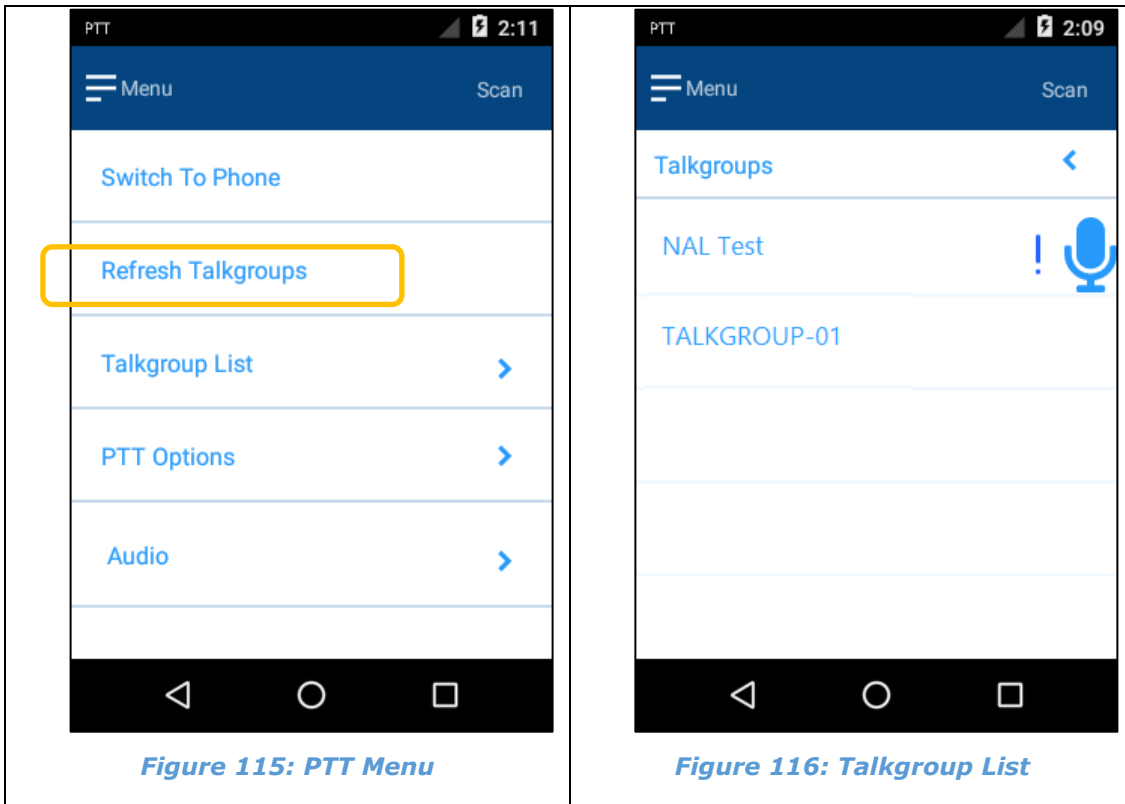 PTT 2:11
Menu Scan
Switch To Phone
Refresh Talkgroups
Talkgroup List
PTT Options
Audio
Figure 115: PTT Menu
PTT 2:09
Menu Scan
Talkgroups
NAL Test
TALKGROUP-01
Figure 116: Talkgroup List